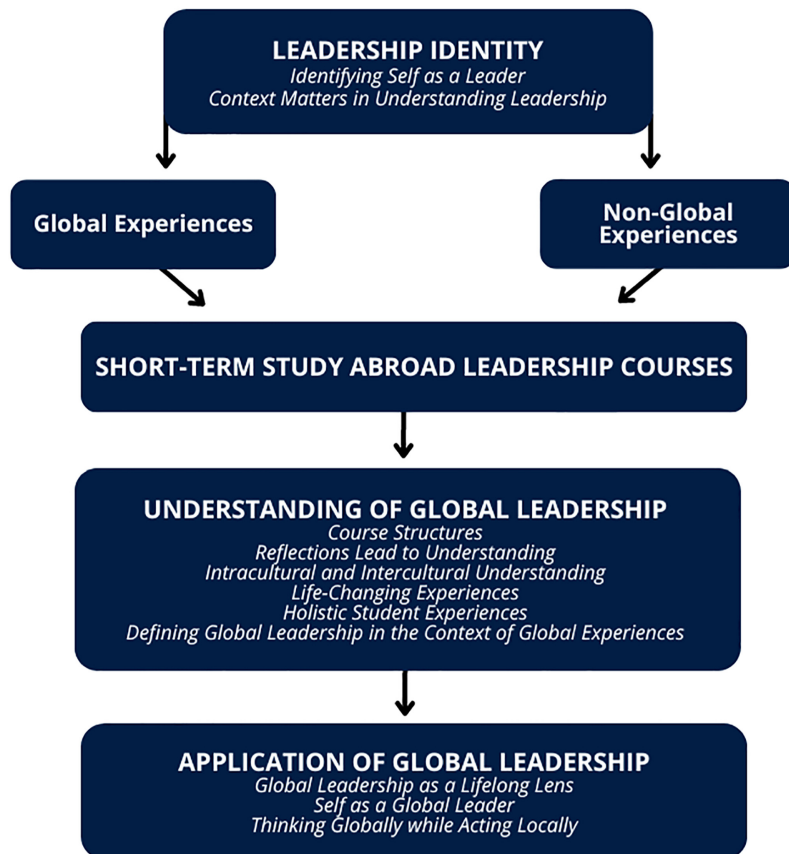 LEADERSHIP IDENTITY
Identifying Self as a Leader
Context Matters in Understanding Leadership
Global Experiences
Non-Global
Experiences
SHORT-TERM STUDY ABROAD LEADERSHIP COURSES
UNDERSTANDING OF GLOBAL LEADERSHIP
Course Structures
Reflections Lead to Understanding
Intracultural and Intercultural Understanding
Life-Changing Experiences
Holistic Student Experiences
Defining Global Leadership in the Context of Global Experiences
APPLICATION OF GLOBAL LEADERSHIP
Global Leadership as a Lifelong Lens
Self as a Global Leader
Thinking Globally while Acting Locally